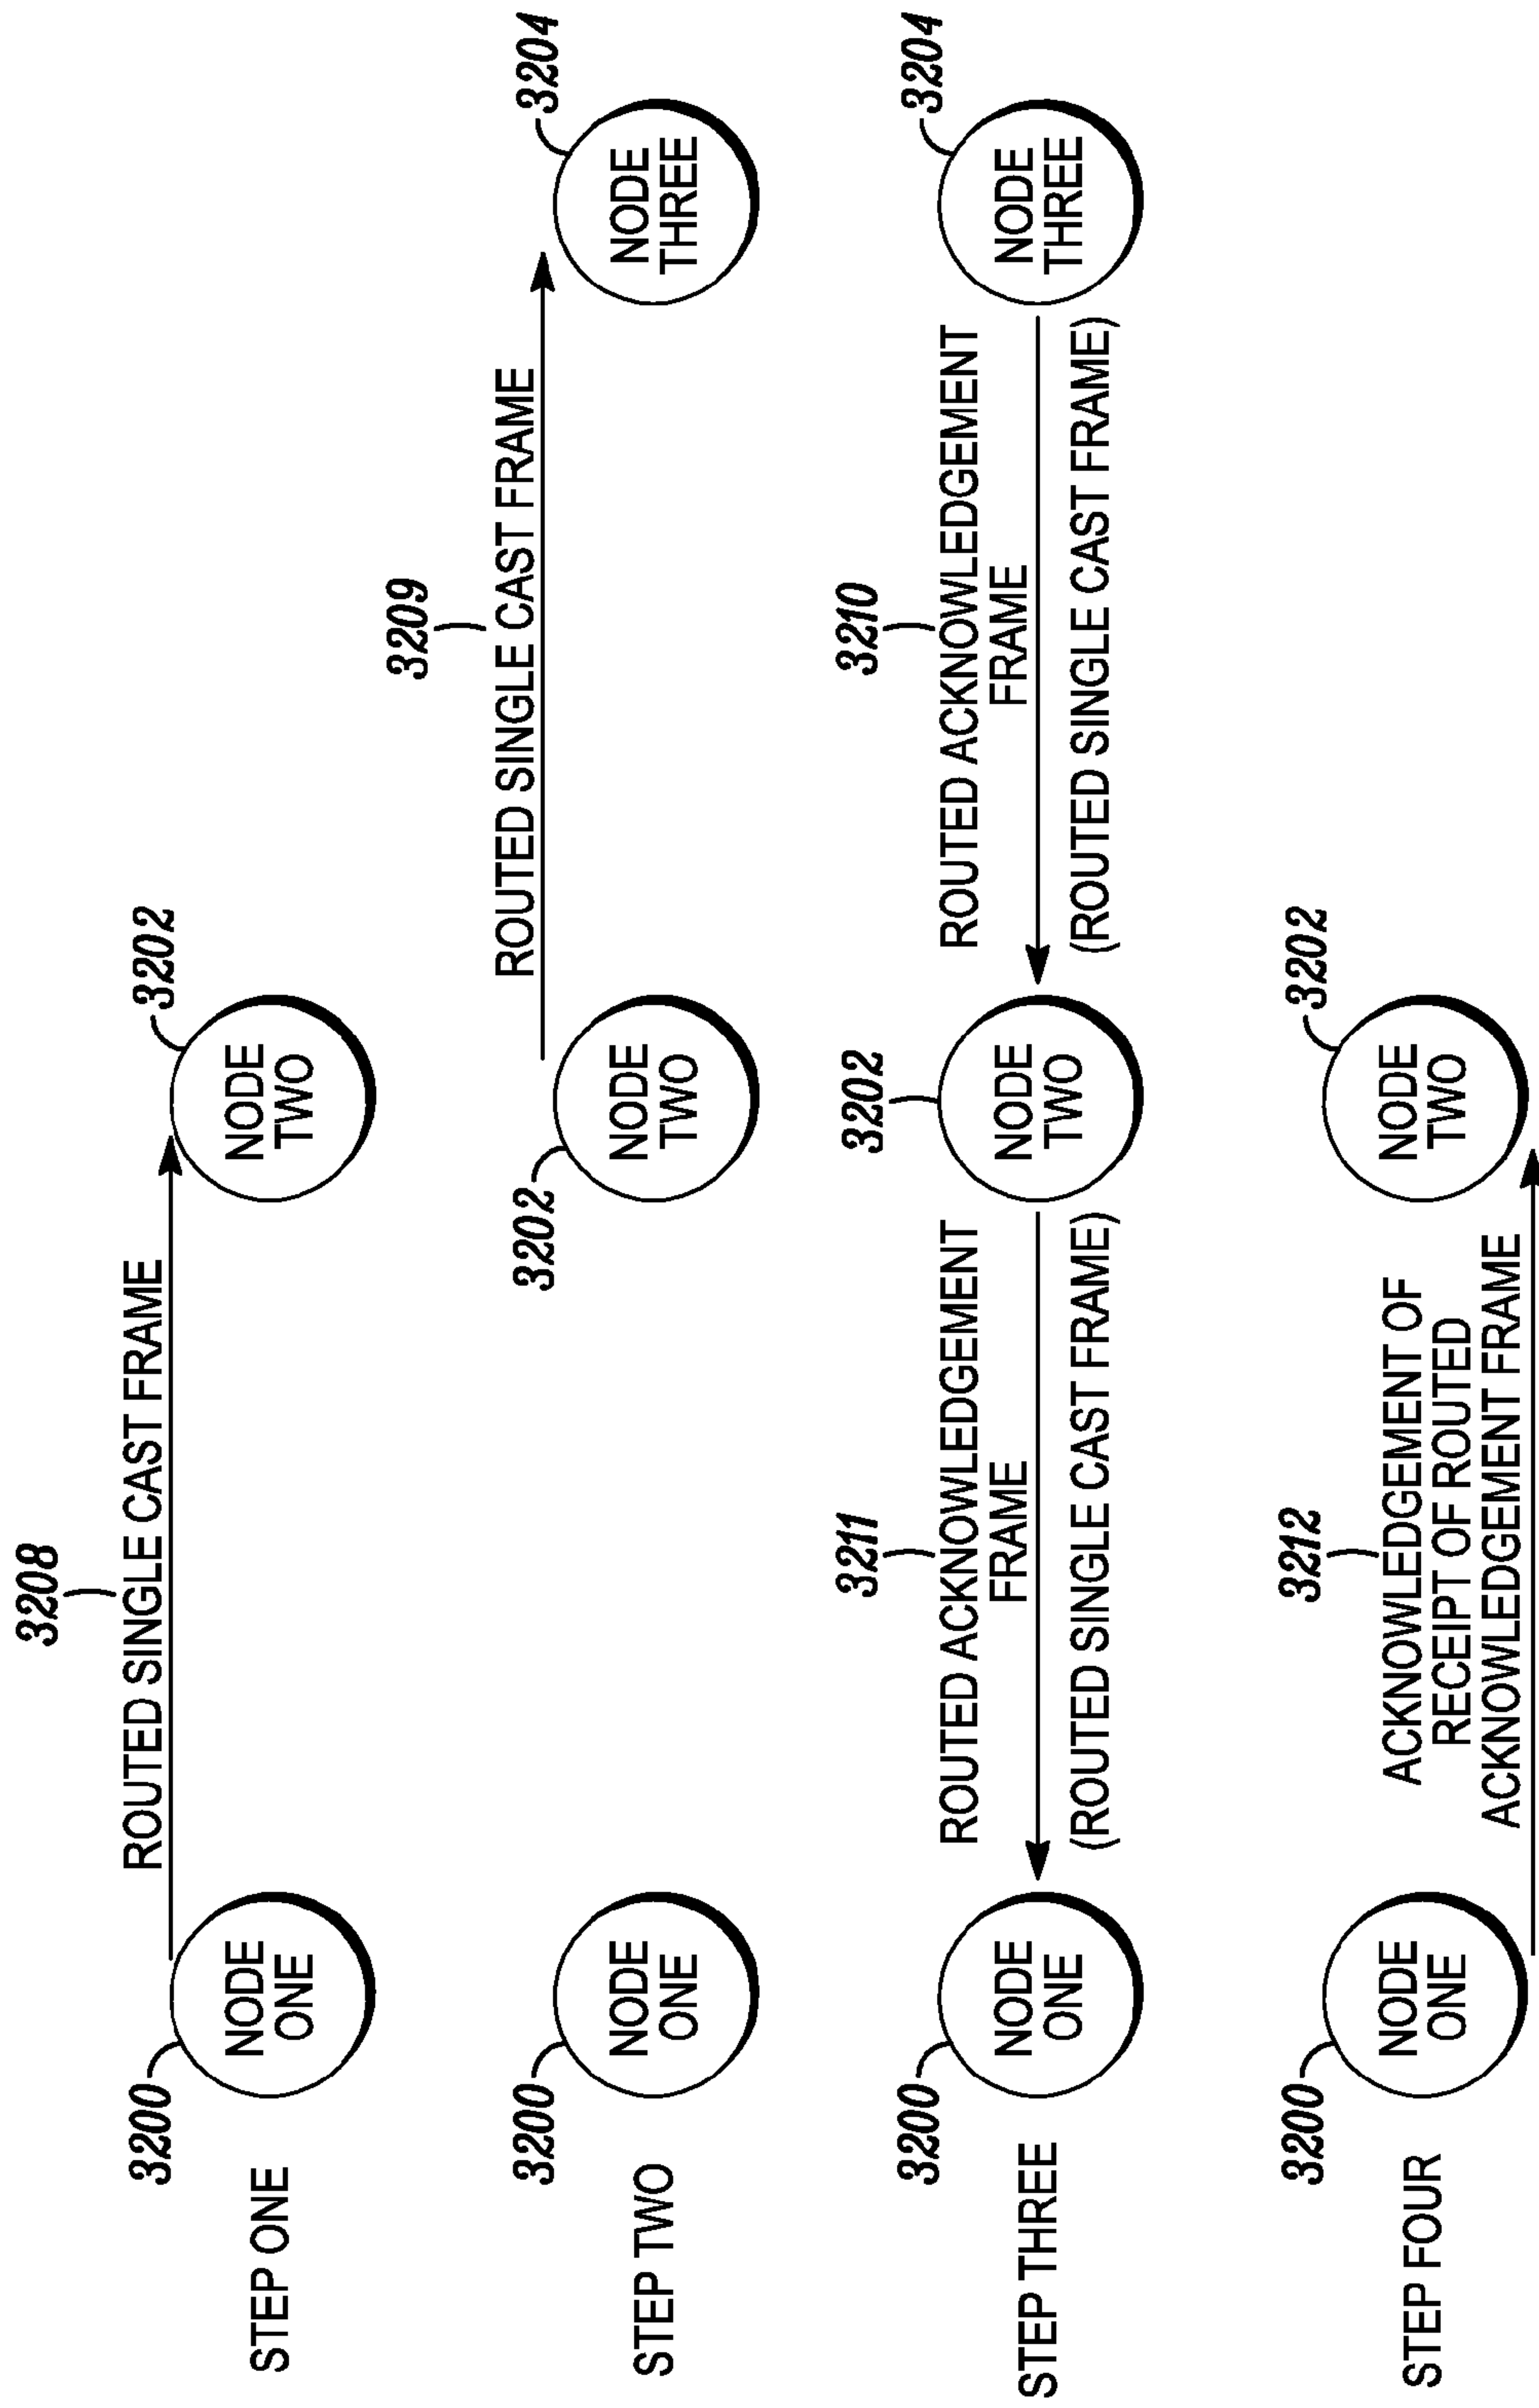 3208
ROUTED SINGLE CAST FRAME
3200
NODE
ONE
3202
NODE
TWO
STEP ONE
3209
ROUTED SINGLE CAST FRAME
3200
NODE
ONE
3202
NODE
TWO
3204
NODE
THREE
STEP TWO
3211
ROUTED ACKNOWLEDGEMENT
FRAME
(ROUTED SINGLE CAST FRAME)
3210
ROUTED ACKNOWLEDGEMENT
FRAME
(ROUTED SINGLE CAST FRAME)
3200
NODE
ONE
3202
NODE
TWO
3204
NODE
THREE
STEP THREE
3212
ACKNOWLEDGEMENT OF
RECEIPT OF ROUTED
ACKNOWLEDGEMENT FRAME
3200
NODE
ONE
3202
NODE
TWO
STEP FOUR